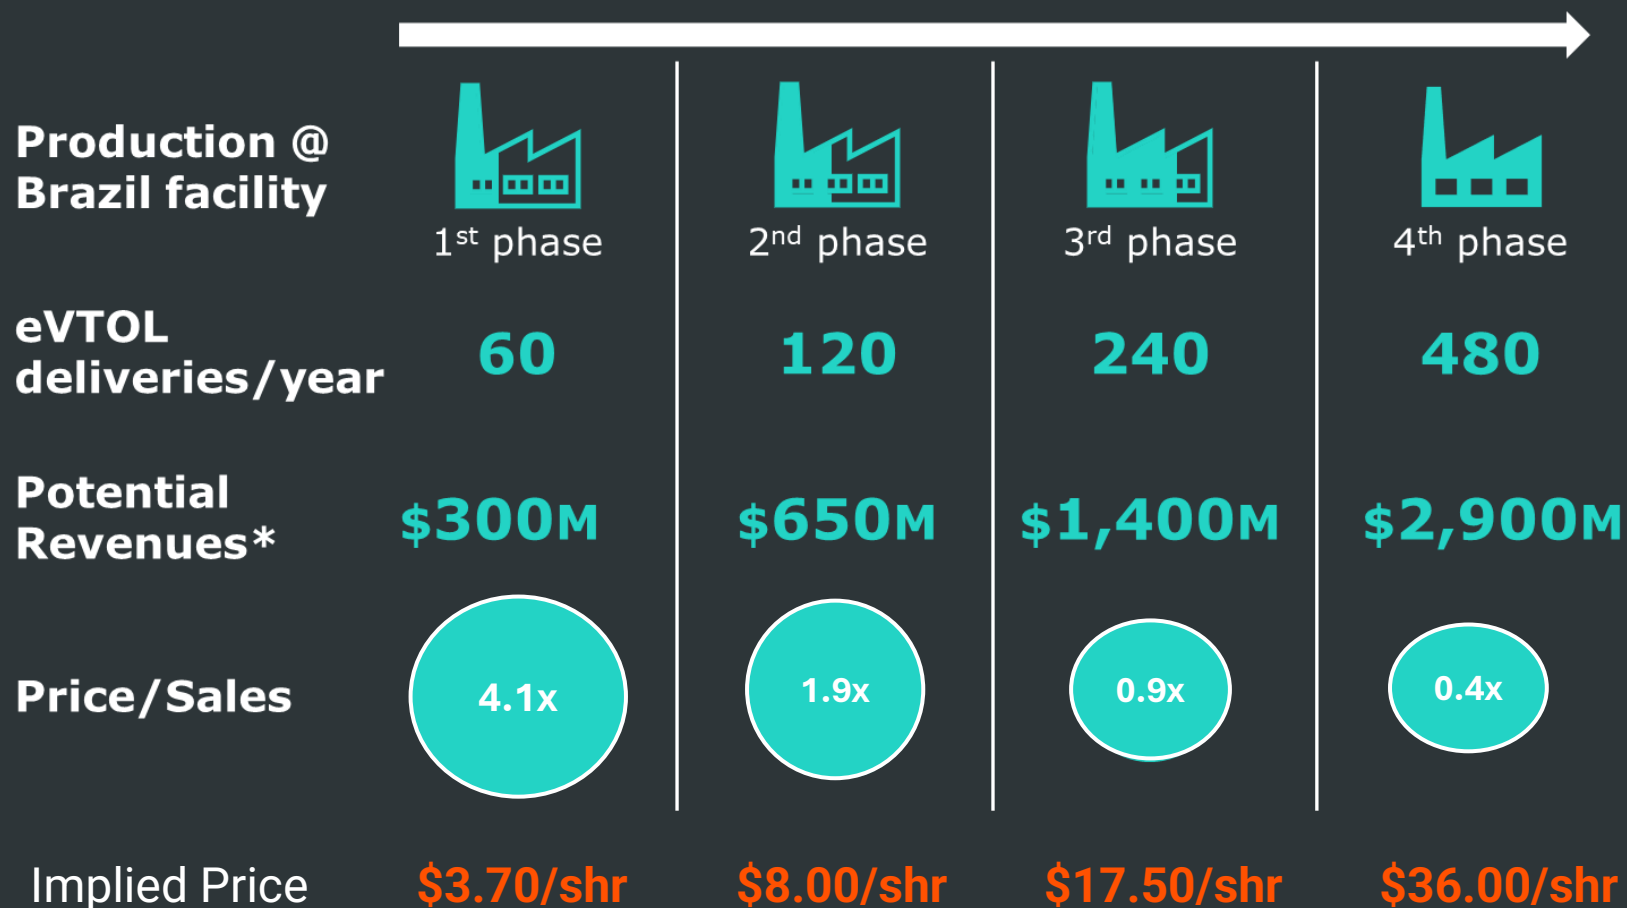 Production @
Brazil facility
1st phase
2nd phase
3rd phase
4th phase
eVTOL
deliveries/year
60
120
240
480
Potential
Revenues*
$300M
$650M
$1,400M
$2,900M
Price/Sales
4.1x
1.9x
0.9x
0.4x
Implied Price
$3.70/shr
$8.00/shr
$17.50/shr
$36.00/shr